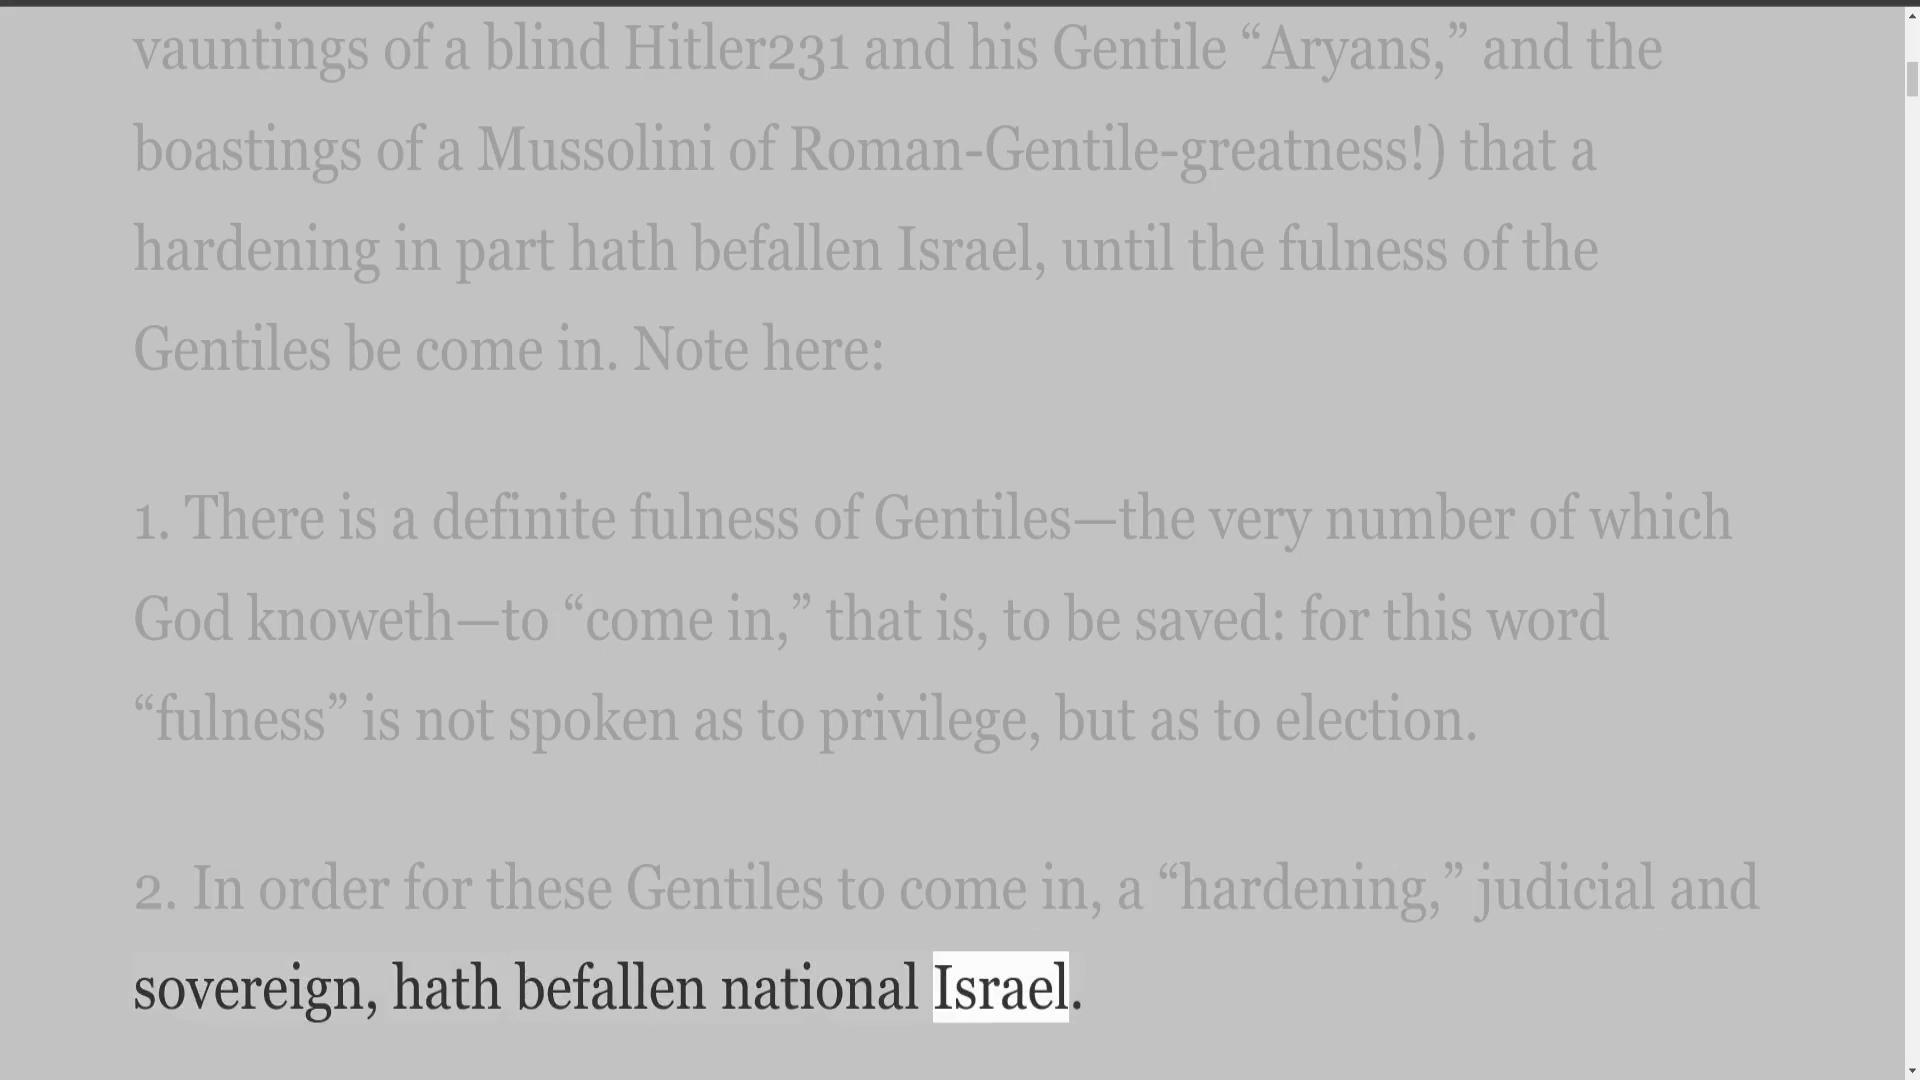 vauntings of a blind Hitler231 and his Gentile “Aryans,” and the
boastings of a Mussolini of Roman-Gentile-greatness!) that a
hardening in part hath befallen Israel, until the fulness of the
Gentiles be come in. Note here:
1. There is a definite fulness of Gentiles—the very number of which
God knoweth—to “come in,” that is, to be saved: for this word
“fulness” is not spoken as to privilege, but as to election.
2. In order for these Gentiles to come in, a “hardening,” judicial and
sovereign, hath befallen national Israel.